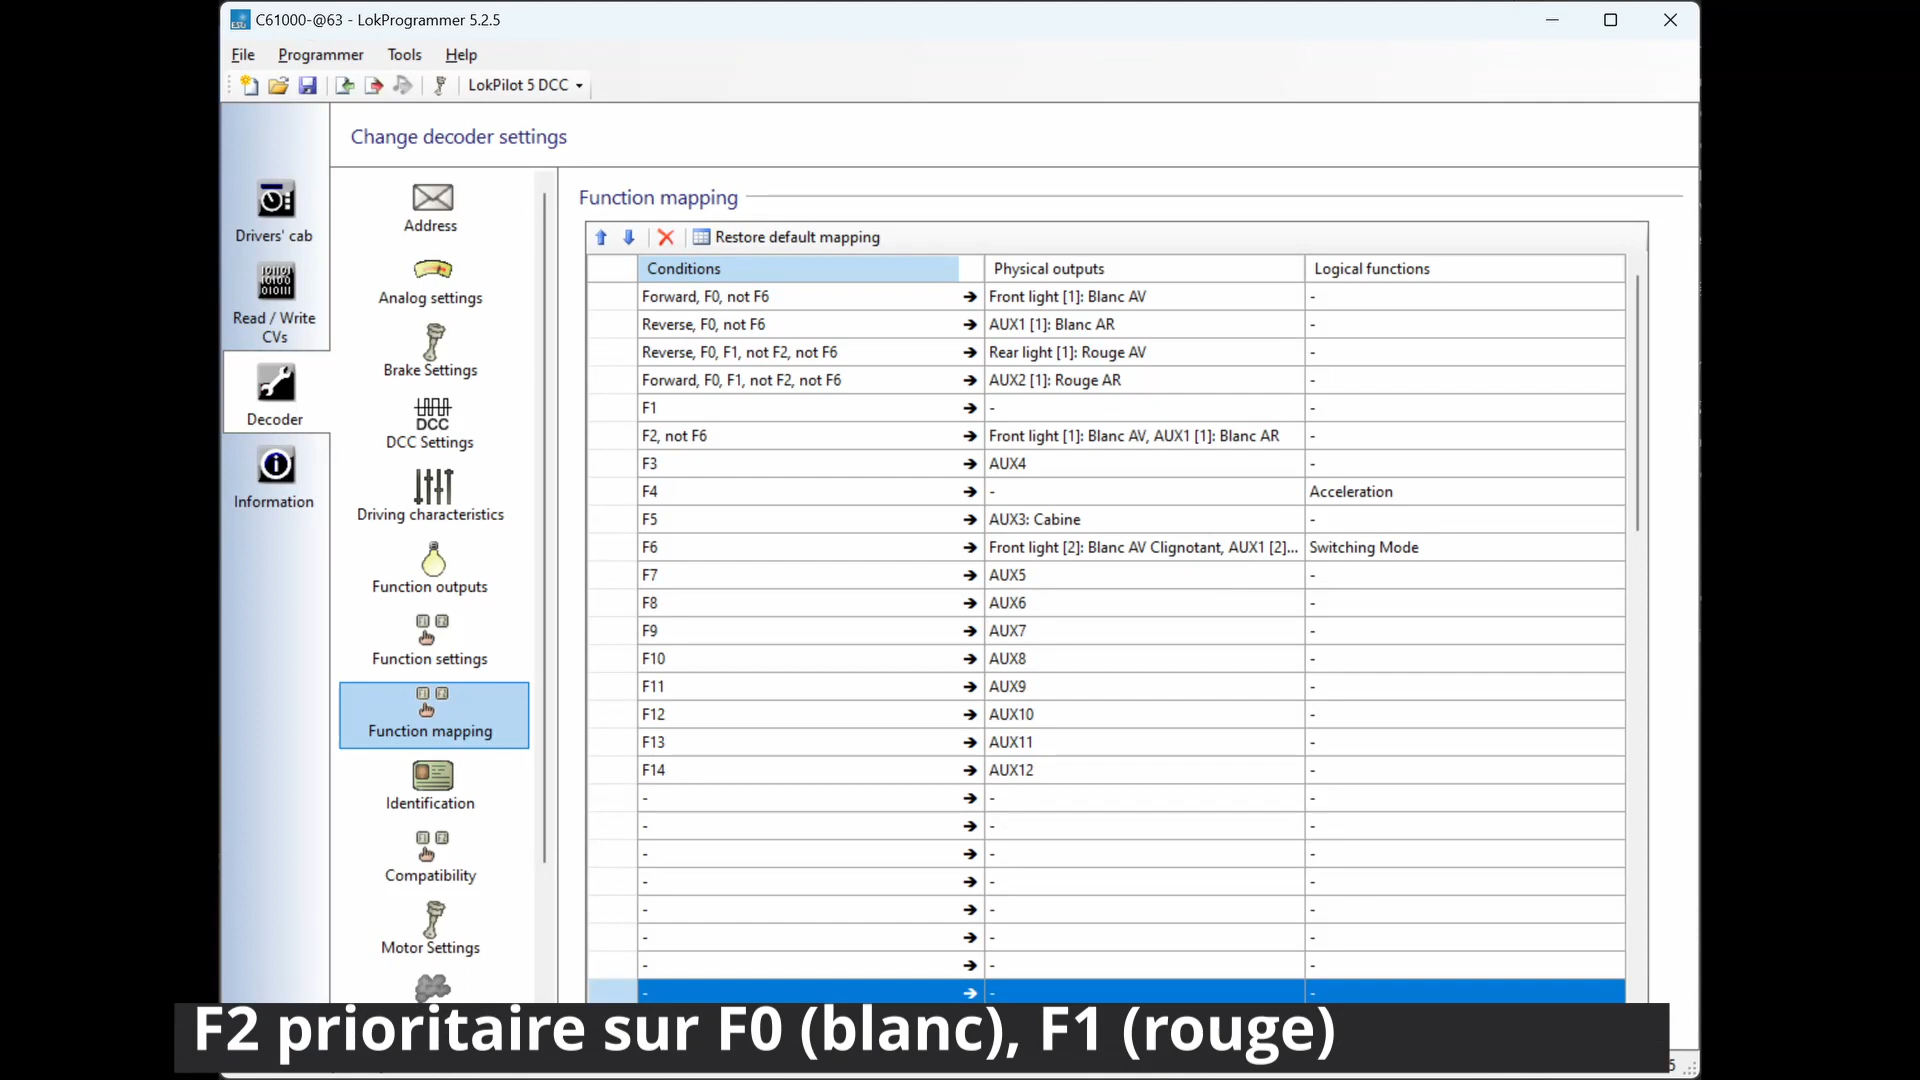 C61000-@63 - LokProgrammer 5.2.5
File Programmer Tools Help
LokPilot 5 DCC
Change decoder settings
Drivers' cab
Read / Write
CVs
Decoder
Information
Address
Analog settings
Brake Settings
DCC
DCC Settings
Driving characteristics
Function outputs
Function settings
Function mapping
Identification
Compatibility
Motor Settings
Function mapping
Restore default mapping
Conditions Physical outputs Logical functions
Forward, F0, not F6 Front light [1]: Blanc AV -
Reverse, F0, not F6 AUX1 [1]: Blanc AR -
Reverse, F0, F1, not F2, not F6 Rear light [1]: Rouge AV -
Forward, F0, F1, not F2, not F6 AUX2 [1]: Rouge AR -
F1 - -
F2, not F6 Front light [1]: Blanc AV, AUX1 [1]: Blanc AR -
F3 AUX4 -
F4 - Acceleration
F5 AUX3: Cabine -
F6 Front light [2]: Blanc AV Clignotant, AUX1 [2]... Switching Mode
F7 AUX5 -
F8 AUX6 -
F9 AUX7 -
F10 AUX8 -
F11 AUX9 -
F12 AUX10 -
F13 AUX11 -
F14 AUX12 -
- - -
- - -
- - -
- - -
- - -
- - -
- - -
- - -
F2 prioritaire sur F0 (blanc), F1 (rouge)